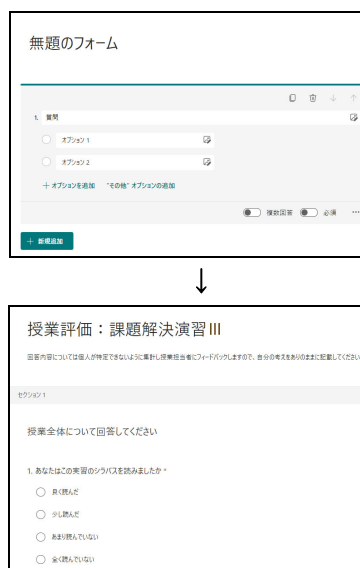 無題のフォーム
1. 質問
オプション 1
オプション 2
＋ オプションを追加 "その他" オプションの追加
複数回答 必須 …
＋ 新規追加
↓
授業評価：課題解決演習III
回答内容については個人が特定できないように集計し授業担当者にフィードバックしますので、自分の考えをありのままに記載してください
セクション 1
授業全体について回答してください
1. あなたはこの実習のシラバスを読みましたか *
良く読んだ
少し読んだ
あまり読んでいない
全く読んでいない